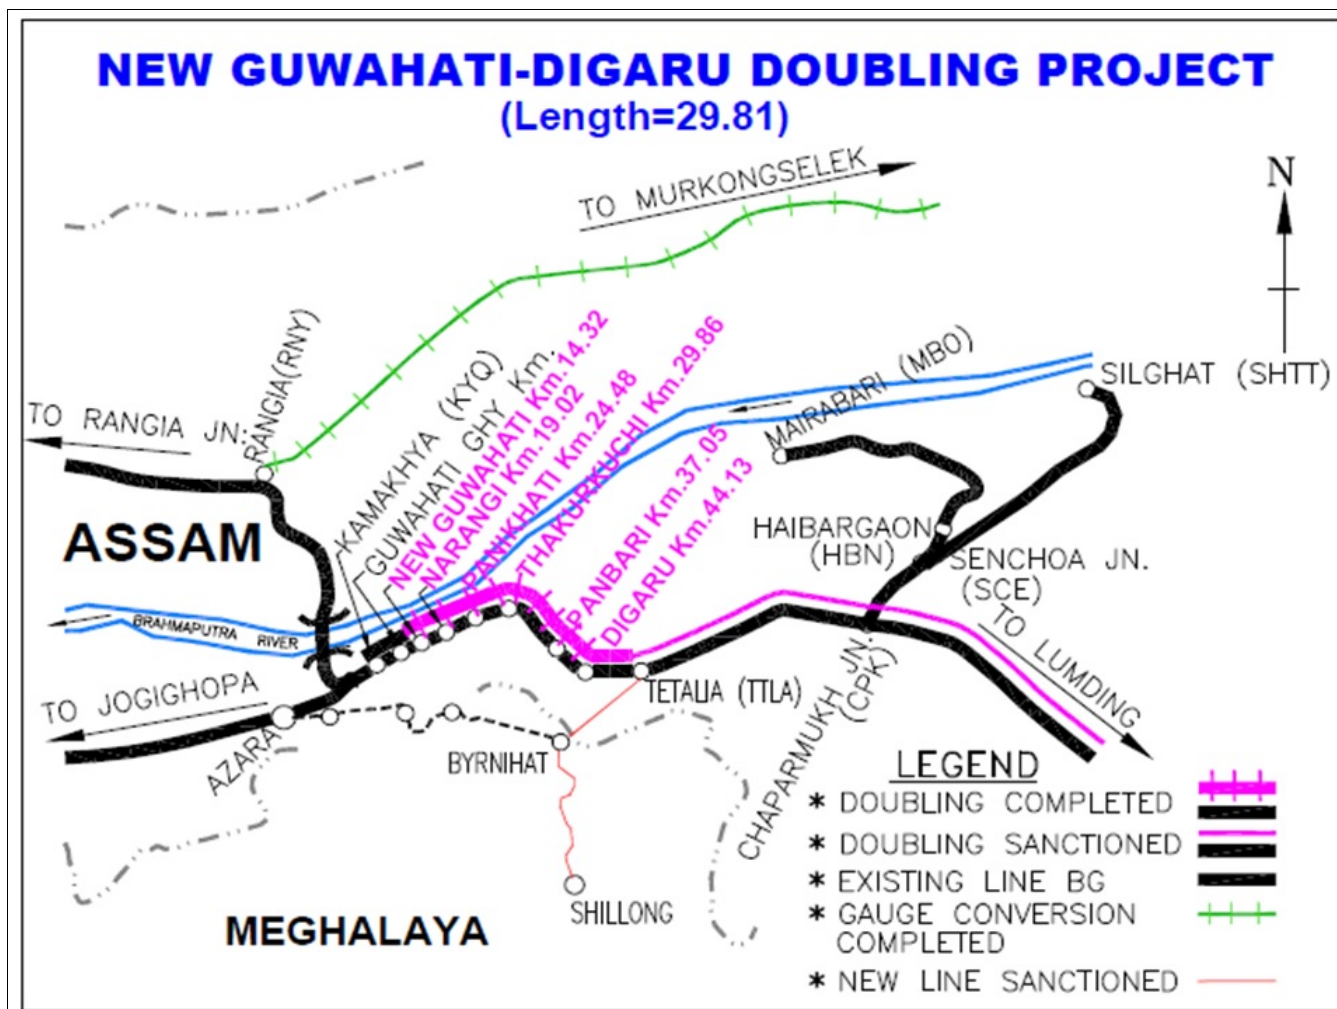 NEW GUWAHATI-DIGARU DOUBLING PROJECT
(Length=29.81)
TO MURKONGSELEK
N
RANGIA(RNY)
TO RANGIA JN:
KAMAKHYA (KYQ)
GUWAHATI GHY Km.
NEW GUWAHATI Km.14.32
NARANGI Km.19.02
PANIKHATI Km.24.48
THAKURKUCHI Km.29.86
PANBARI Km.37.05
DIGARU Km.44.13
MAIRABARI (MBO)
SILGHAT (SHTT)
ASSAM
HAIBARGAON
(HBN)
SENCHOA JN.
(SCE)
BRAHMAPUTRA RIVER
TO LUMDING
TO JOGIGHOPA
AZARA
TETALIA (TTLA)
CHAPARMUKH JN.
(CPK)
BYRNIHAT
SHILLONG
MEGHALAYA
LEGEND
* DOUBLING COMPLETED
* DOUBLING SANCTIONED
* EXISTING LINE BG
* GAUGE CONVERSION
COMPLETED
* NEW LINE SANCTIONED